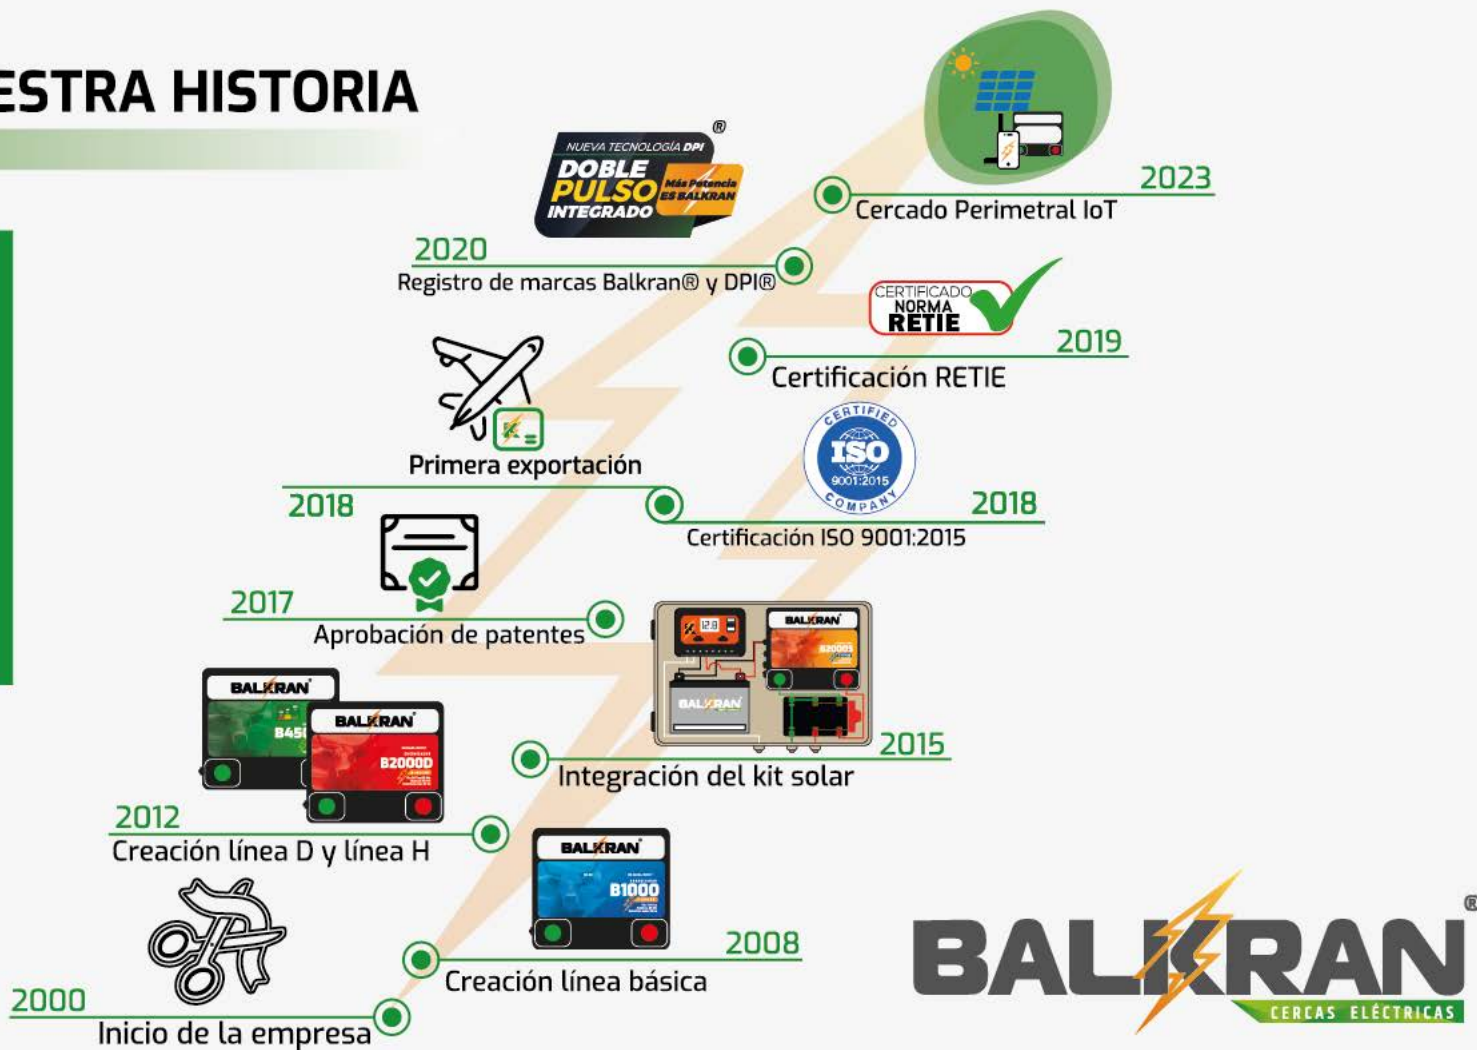 ESTRA HISTORIA
2023
Cercado Perimetral IoT
®
NUEVA TECNOLOGÍA DPI
DOBLE
PULSO
INTEGRADO
Más Potencia
ES BALKRAN
2020
Registro de marcas Balkran® y DPI®
CERTIFICADO
NORMA
RETIE
2019
Certificación RETIE
Primera exportación
2018
CERTIFIED
ISO
9001:2015
COMPANY
2018
Certificación ISO 9001:2015
2017
Aprobación de patentes
12.8
BALKRAN
BALKRAN
2015
Integración del kit solar
BALKRAN
B45
BALKRAN
B2000D
2012
Creación línea D y línea H
BALKRAN
B1000
2008
Creación línea básica
2000
Inicio de la empresa
BALKRAN®
CERCAS ELÉCTRICAS